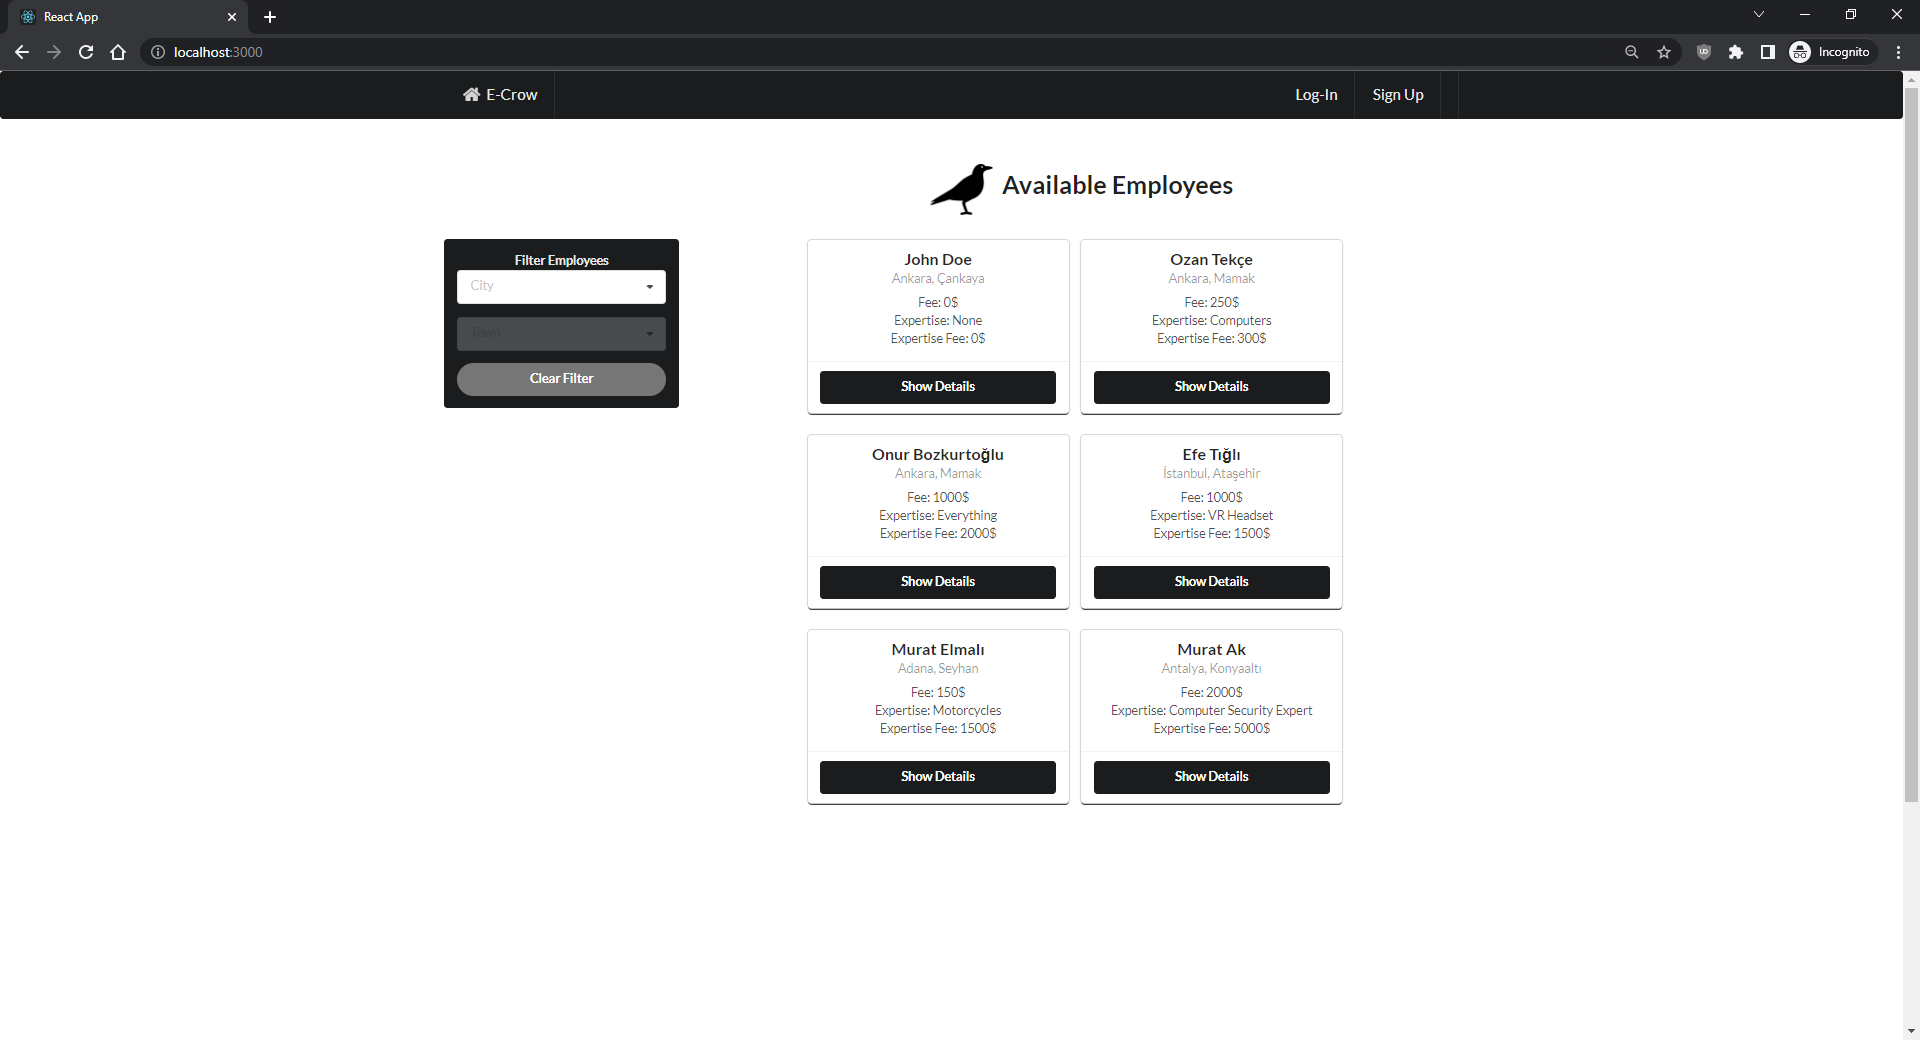 React App
localhost:3000
Incognito
E-Crow
Log-In
Sign Up
Available Employees
Filter Employees
City
Town
Clear Filter
John Doe
Ankara, Çankaya
Fee: 0$
Expertise: None
Expertise Fee: 0$
Show Details
Ozan Tekçe
Ankara, Mamak
Fee: 250$
Expertise: Computers
Expertise Fee: 300$
Show Details
Onur Bozkurtoğlu
Ankara, Mamak
Fee: 1000$
Expertise: Everything
Expertise Fee: 2000$
Show Details
Efe Tığlı
İstanbul, Ataşehir
Fee: 1000$
Expertise: VR Headset
Expertise Fee: 1500$
Show Details
Murat Elmalı
Adana, Seyhan
Fee: 150$
Expertise: Motorcycles
Expertise Fee: 1500$
Show Details
Murat Ak
Antalya, Konyaaltı
Fee: 2000$
Expertise: Computer Security Expert
Expertise Fee: 5000$
Show Details